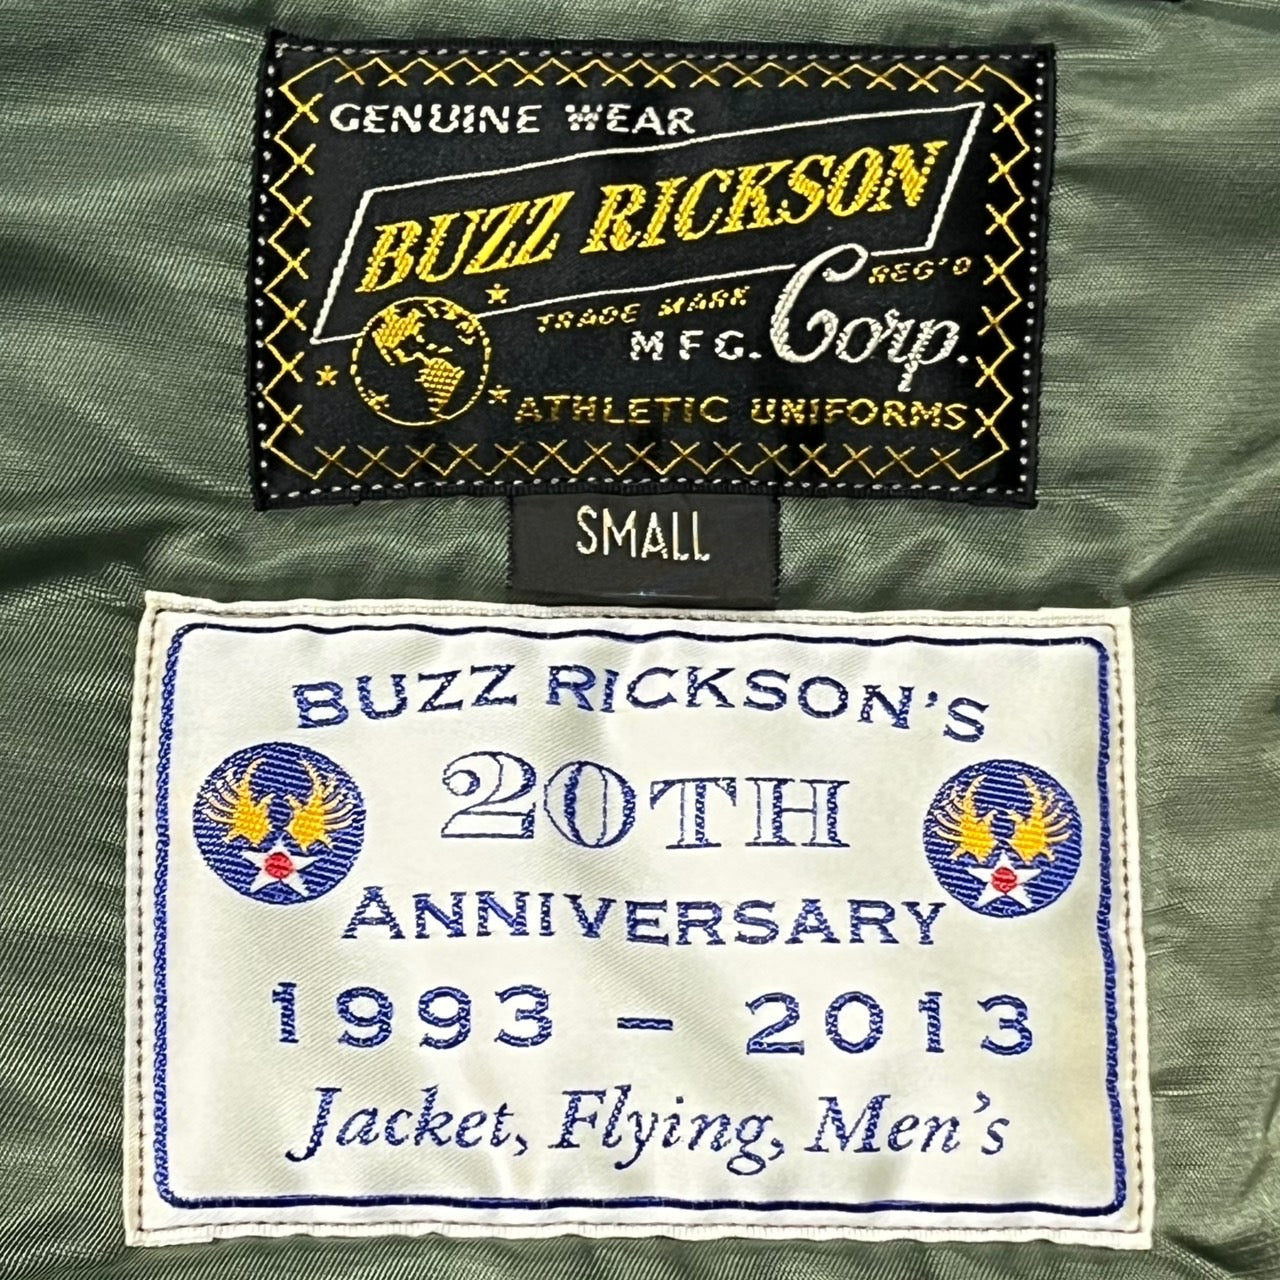 GENUINE WEAR
BUZZ RICKSON
TRADE MARK REG'D
MFG. Corp.
ATHLETIC UNIFORMS
SMALL
BUZZ RICKSON'S
20TH
ANNIVERSARY
1993 – 2013
Jacket, Flying, Men's